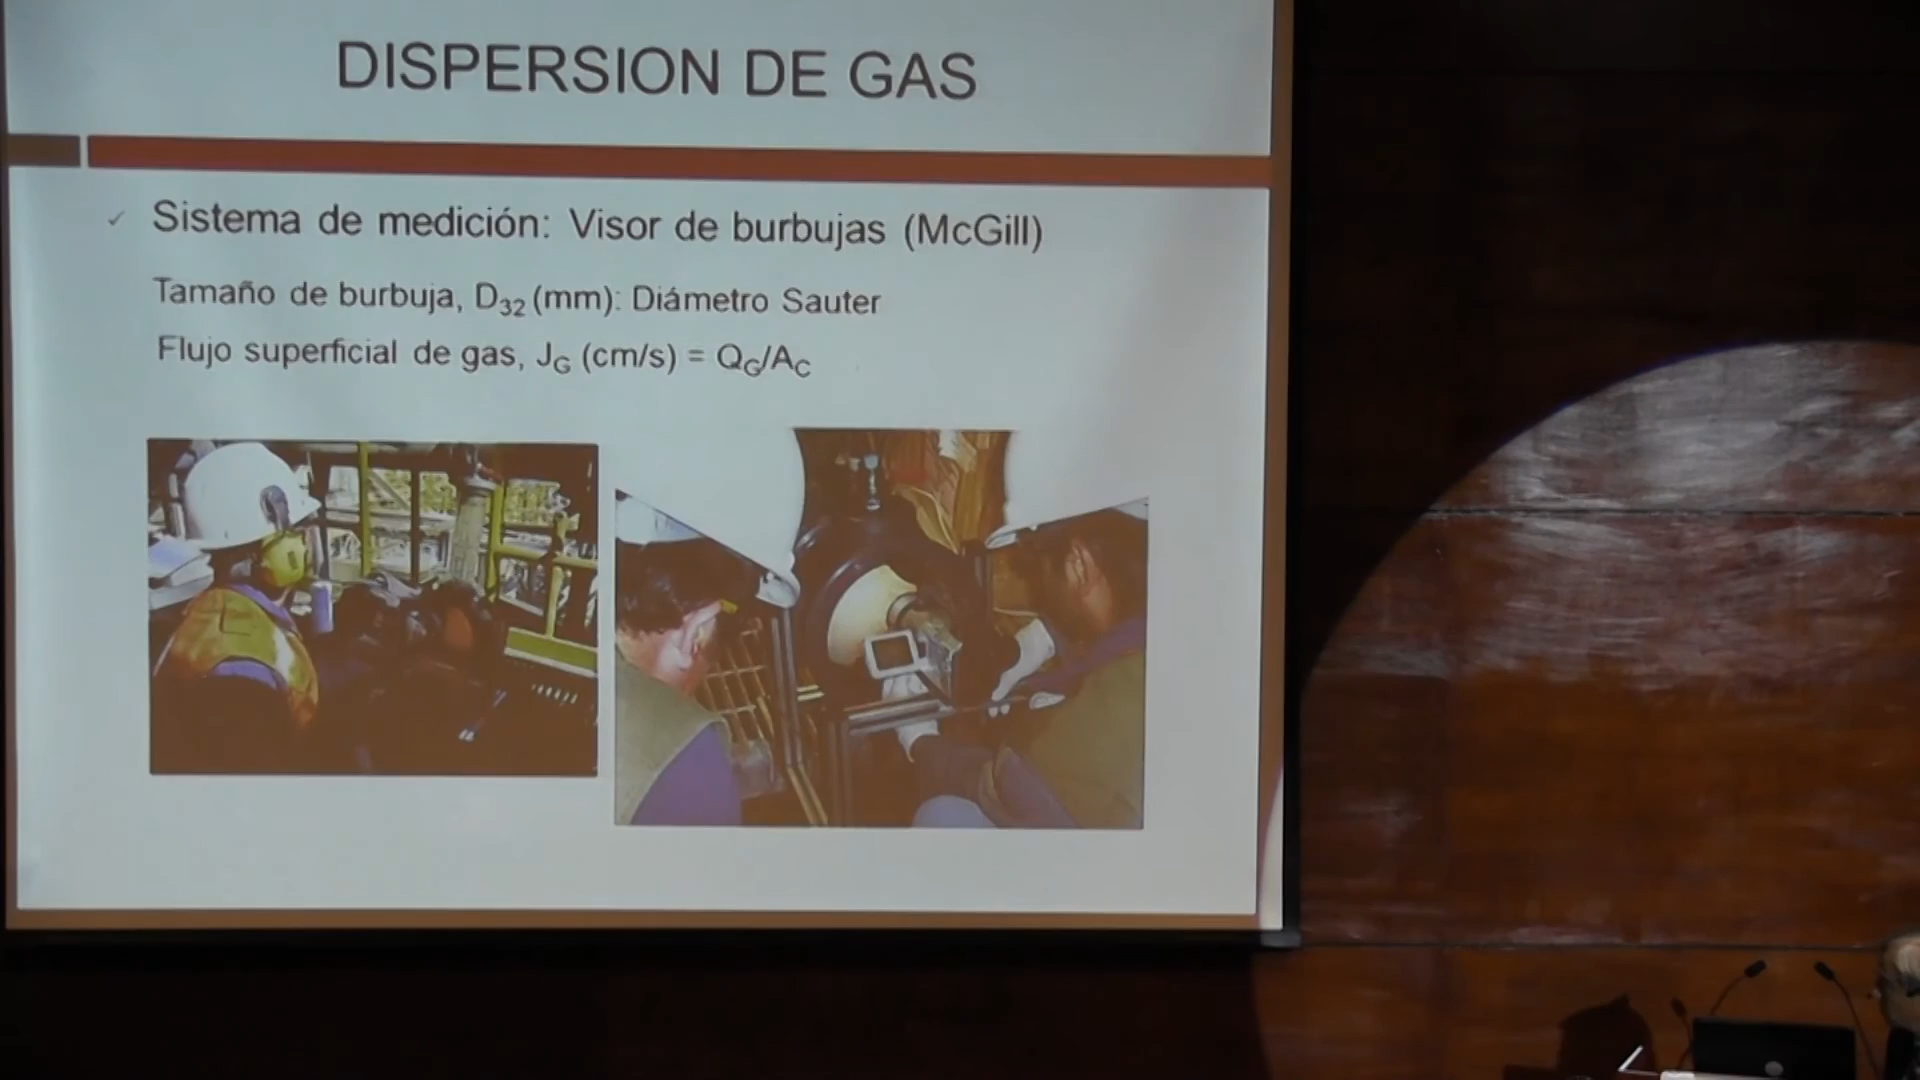 DISPERSION DE GAS
✓ Sistema de medición: Visor de burbujas (McGill)
Tamaño de burbuja, D32 (mm): Diámetro Sauter
Flujo superficial de gas, JG (cm/s) = QG/AC